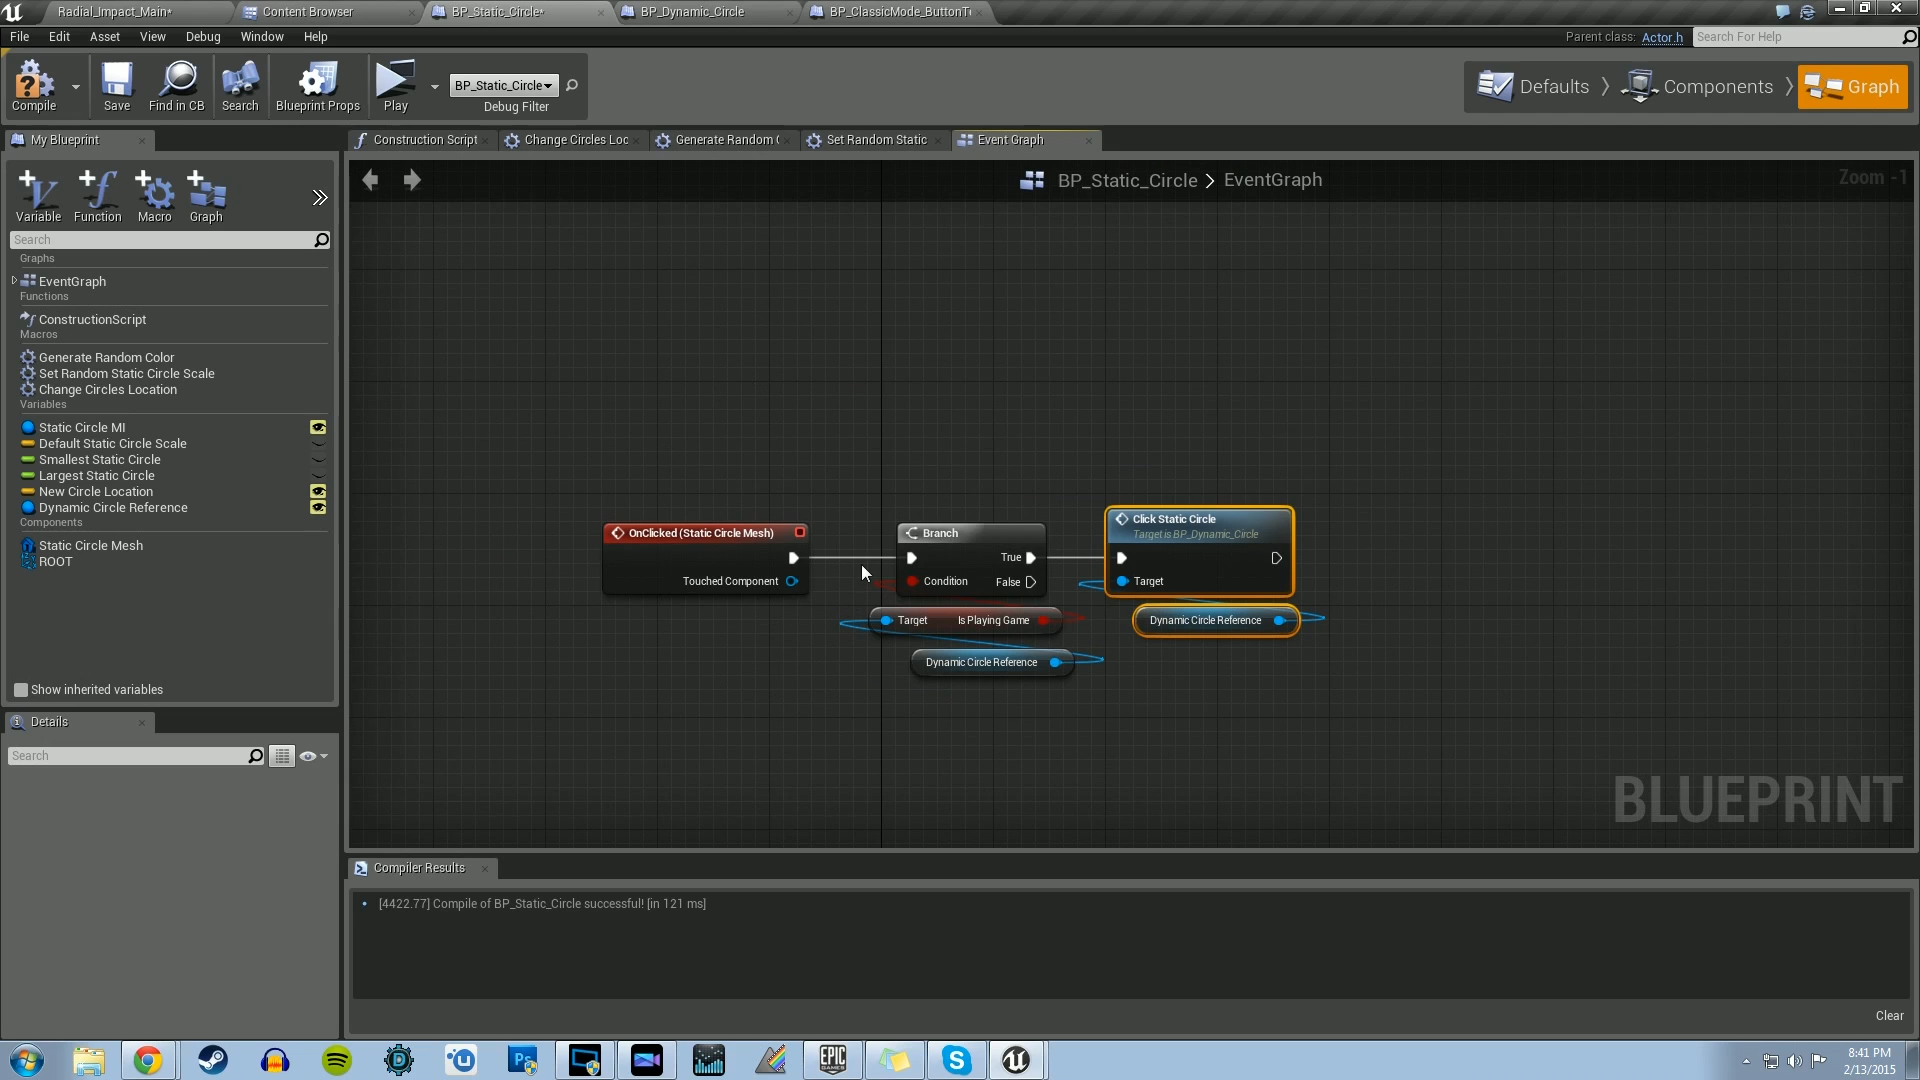 Radial_Impact_Main*
Content Browser
BP_Static_Circle*
BP_Dynamic_Circle
BP_ClassicMode_ButtonT
File Edit Asset View Debug Window Help
Parent class: Actor.h
Search For Help
Compile
Save
Find in CB
Search
Blueprint Props
Play
BP_Static_Circle
Debug Filter
Defaults
Components
Graph
My Blueprint
Construction Script
Change Circles Loc
Generate Random C
Set Random Static
Event Graph
Variable
Function
Macro
Graph
BP_Static_Circle > EventGraph
Zoom -1
Search
Graphs
EventGraph
Functions
ConstructionScript
Macros
Generate Random Color
Set Random Static Circle Scale
Change Circles Location
Variables
Static Circle MI
Default Static Circle Scale
Smallest Static Circle
Largest Static Circle
New Circle Location
Dynamic Circle Reference
Components
Static Circle Mesh
ROOT
Show inherited variables
Details
Search
OnClicked (Static Circle Mesh)
Touched Component
Branch
True
Condition
False
Click Static Circle
Target is BP_Dynamic_Circle
Target
Target Is Playing Game
Dynamic Circle Reference
Dynamic Circle Reference
BLUEPRINT
Compiler Results
[4422.77] Compile of BP_Static_Circle successful! [in 121 ms]
Clear
Ps
EPIC
GAMES
8:41 PM
2/13/2015